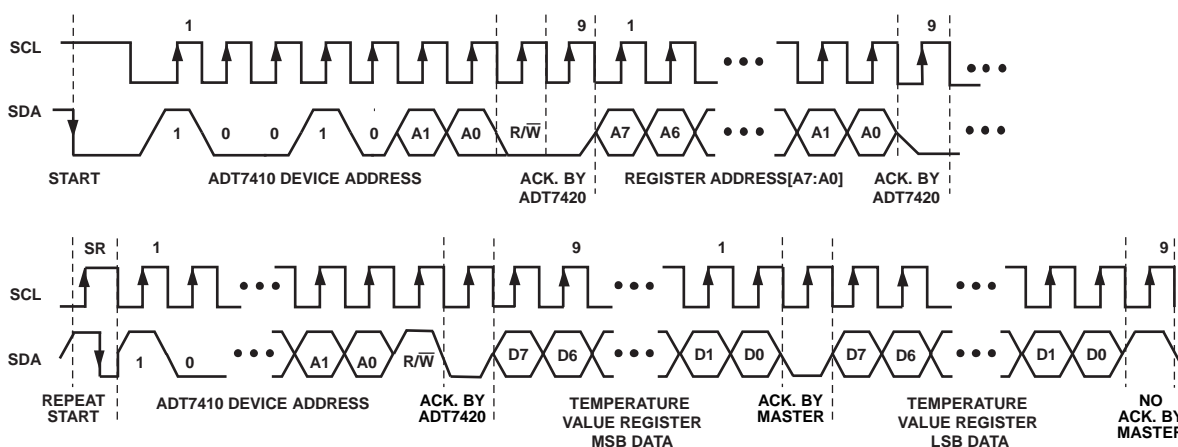 1 9 1 9
SCL
SDA
1 0 0 1 0 A1 A0 R/W̅ A7 A6 A1 A0
START ADT7410 DEVICE ADDRESS ACK. BY ADT7420 REGISTER ADDRESS[A7:A0] ACK. BY ADT7420
SR 1 9 1 9
SCL
SDA
1 0 A1 A0 R/W̅ D7 D6 D1 D0 D7 D6 D1 D0
REPEAT START ADT7410 DEVICE ADDRESS ACK. BY ADT7420 TEMPERATURE VALUE REGISTER MSB DATA ACK. BY MASTER TEMPERATURE VALUE REGISTER LSB DATA NO ACK. BY MASTER